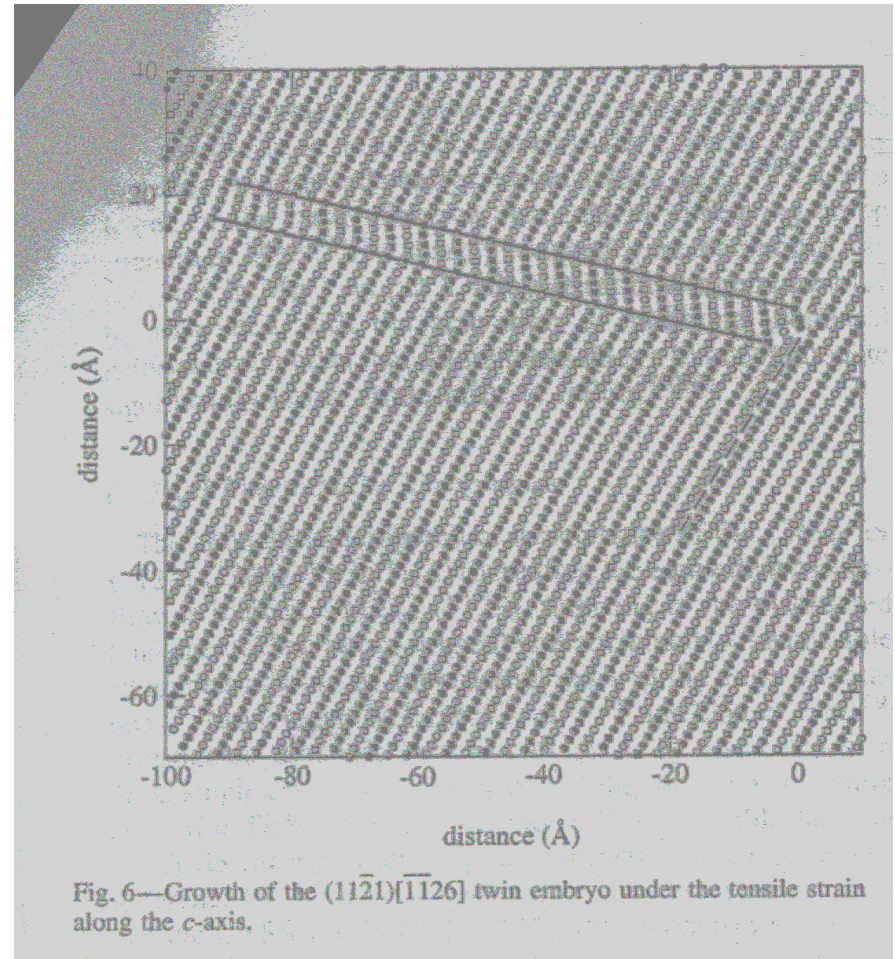 40
20
0
-20
-40
-60
distance (Å)
-100 -80 -60 -40 -20 0
distance (Å)
Fig. 6—Growth of the (112̄1)[1̄1̄26] twin embryo under the tensile strain
along the c-axis.